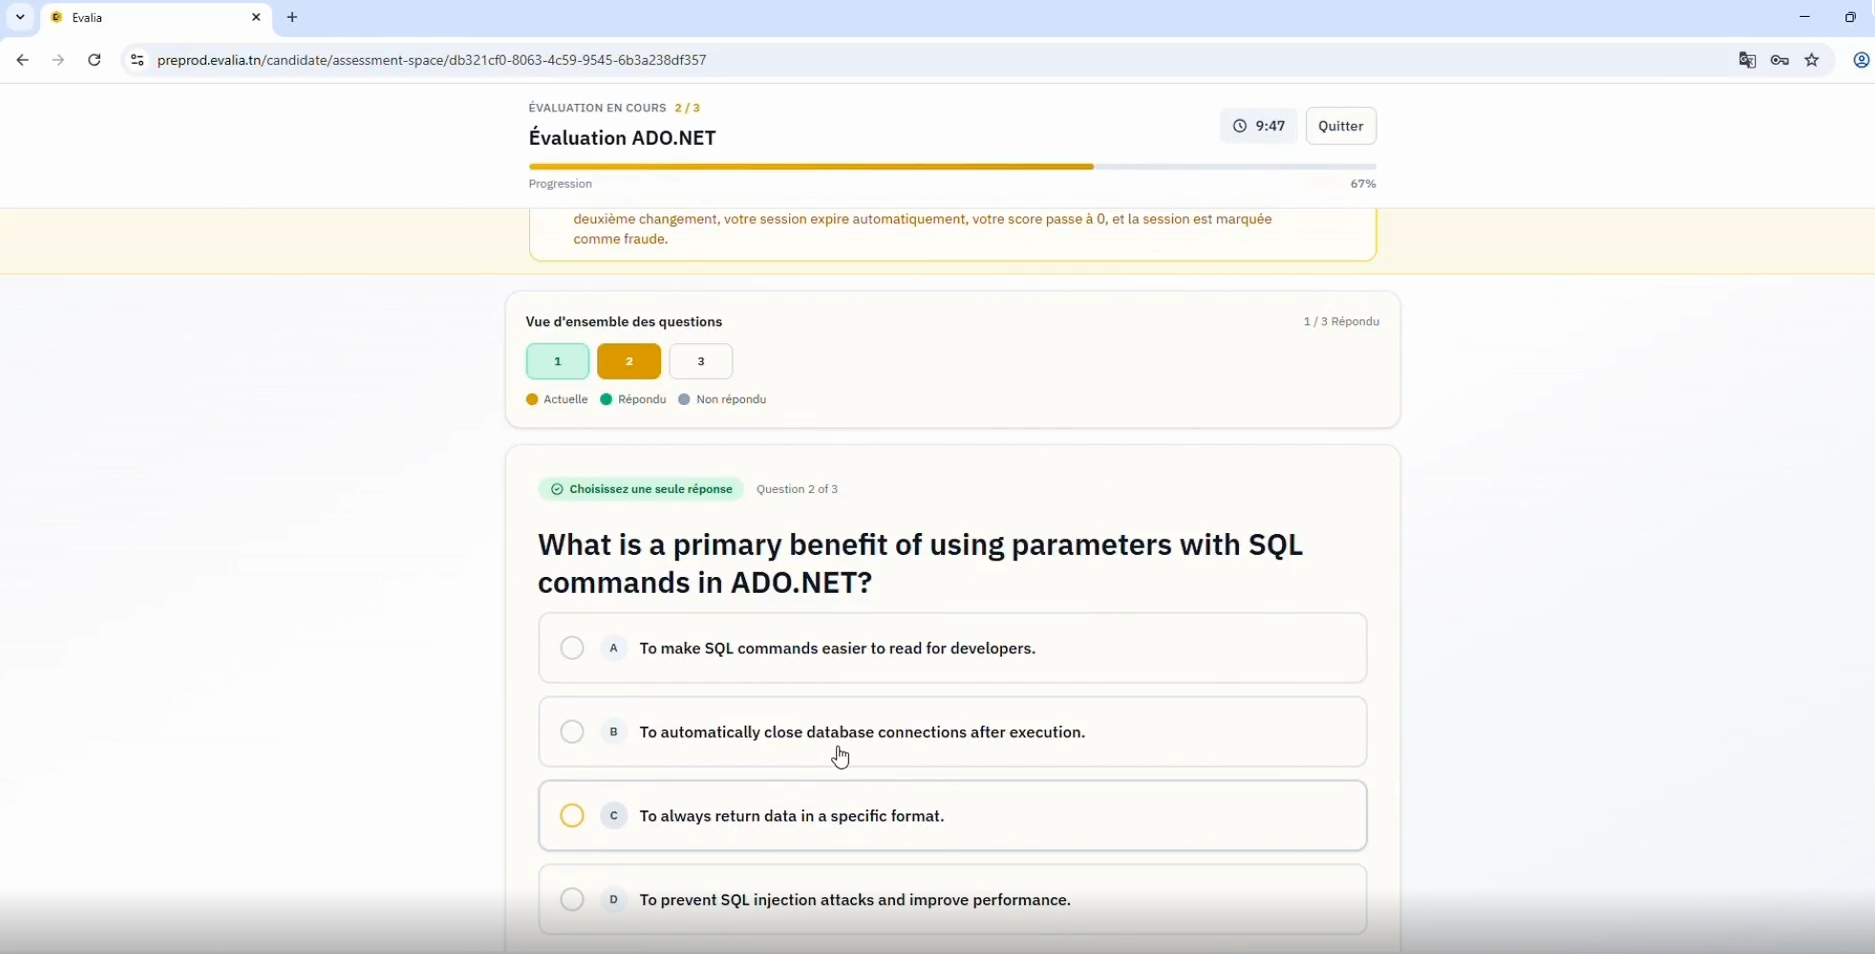 Evalia
preprod.evalia.tn/candidate/assessment-space/db321cf0-8063-4c59-9545-6b3a238df357
ÉVALUATION EN COURS 2 / 3
Évaluation ADO.NET
9:47
Quitter
Progression
67%
deuxième changement, votre session expire automatiquement, votre score passe à 0, et la session est marquée
comme fraude.
Vue d'ensemble des questions
1 / 3 Répondu
1
2
3
Actuelle
Répondu
Non répondu
Choisissez une seule réponse
Question 2 of 3
What is a primary benefit of using parameters with SQL
commands in ADO.NET?
A To make SQL commands easier to read for developers.
B To automatically close database connections after execution.
C To always return data in a specific format.
D To prevent SQL injection attacks and improve performance.